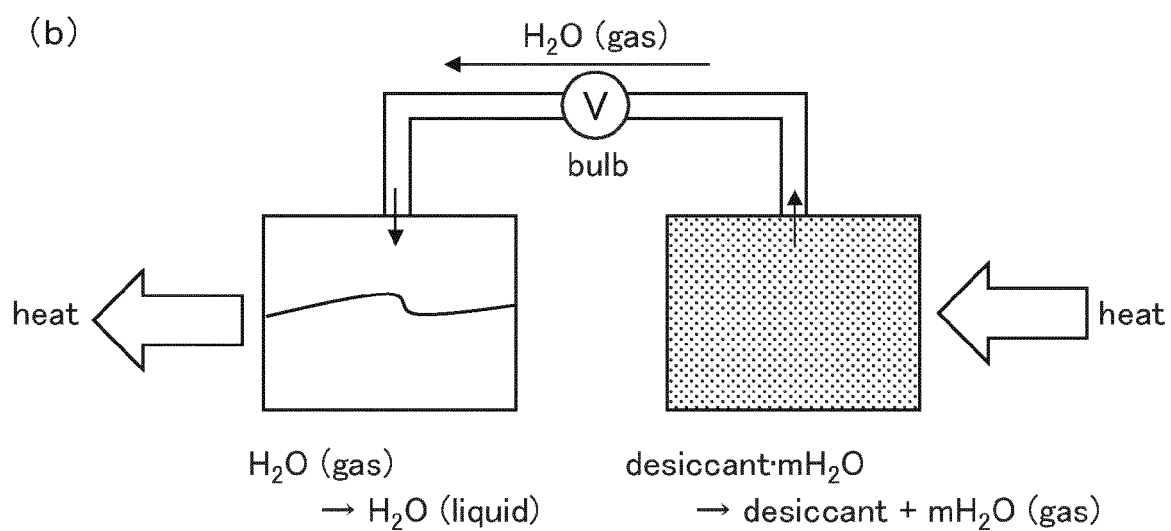 (b)
H₂O (gas)
V
bulb
heat
heat
H₂O (gas)
→ H₂O (liquid)
desiccant·mH₂O
→ desiccant + mH₂O (gas)